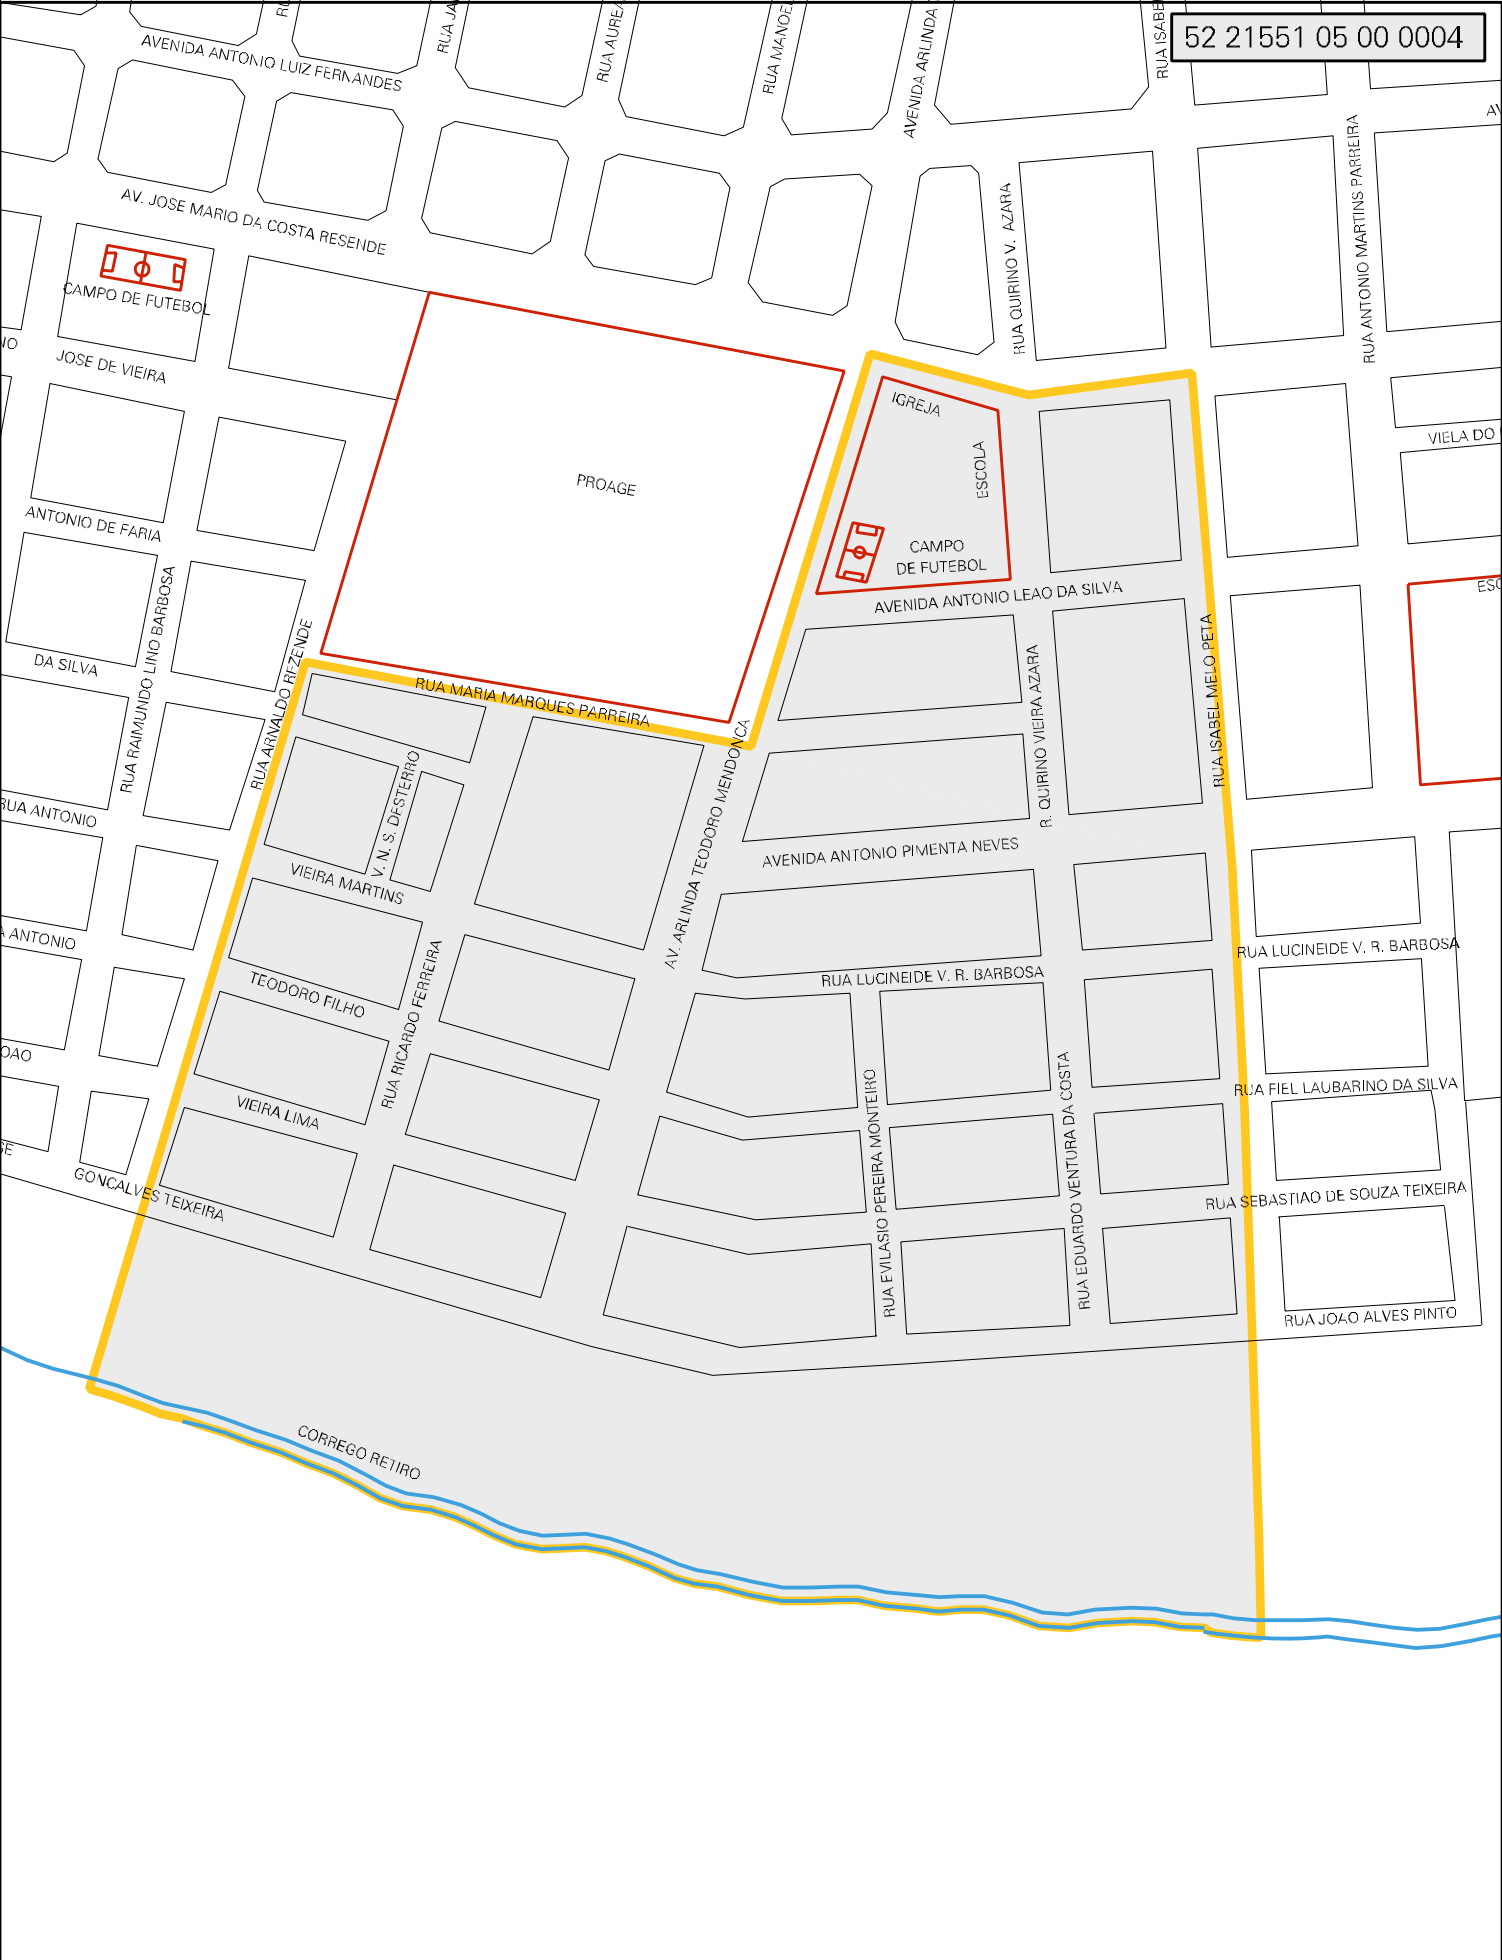 52 21551 05 00 0004
AVENIDA ANTONIO LUIZ FERNANDES
RUA AUREA
RUA MANOEL
AVENIDA ARLINDA
RUA ISABE
AV. JOSE MARIO DA COSTA RESENDE
RUA QUIRINO V. AZARA
RUA ANTONIO MARTINS PARREIRA
CAMPO DE FUTEBOL
JOSE DE VIEIRA
IGREJA
ESCOLA
VIELA DO
PROAGE
ANTONIO DE FARIA
CAMPO
DE FUTEBOL
AVENIDA ANTONIO LEAO DA SILVA
RUA RAIMUNDO LINO BARBOSA
DA SILVA
RUA ARNALDO REZENDE
RUA MARIA MARQUES PARREIRA
R. QUIRINO VIEIRA AZARA
RUA ISABEL MELO PETA
V. N. S. DESTERRO
AV. ARLINDA TEODORO MENDONCA
RUA ANTONIO
AVENIDA ANTONIO PIMENTA NEVES
VIEIRA MARTINS
A ANTONIO
RUA LUCINEIDE V. R. BARBOSA
RUA LUCINEIDE V. R. BARBOSA
TEODORO FILHO
RUA RICARDO FERREIRA
OAO
RUA EVILASIO PEREIRA MONTEIRO
RUA EDUARDO VENTURA DA COSTA
RUA FIEL LAUBARINO DA SILVA
VIEIRA LIMA
SE
GONCALVES TEIXEIRA
RUA SEBASTIAO DE SOUZA TEIXEIRA
RUA JOAO ALVES PINTO
CORREGO RETIRO